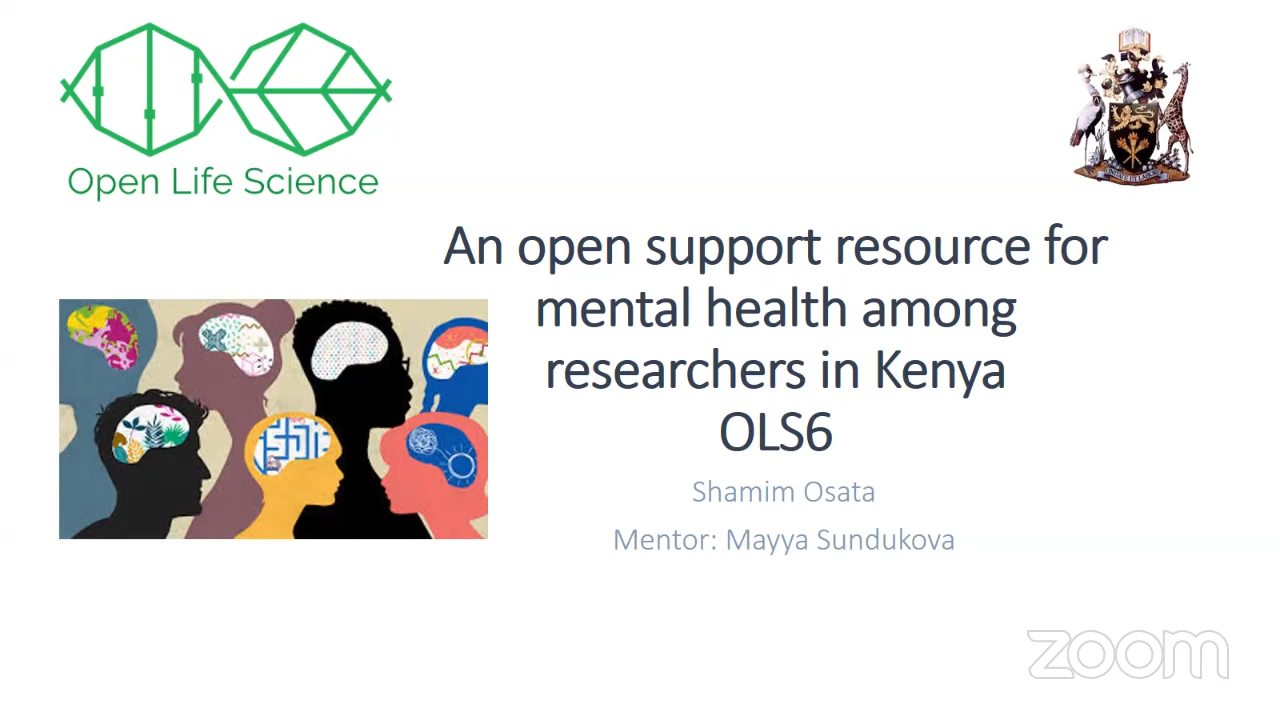 Open Life Science
An open support resource for
mental health among
researchers in Kenya
OLS6
Shamim Osata
Mentor: Mayya Sundukova
zoom